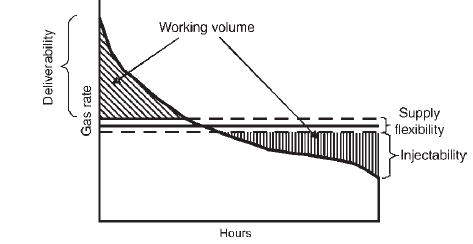 Working volume
Deliverability
Gas rate
Supply
flexibility
Injectability
Hours